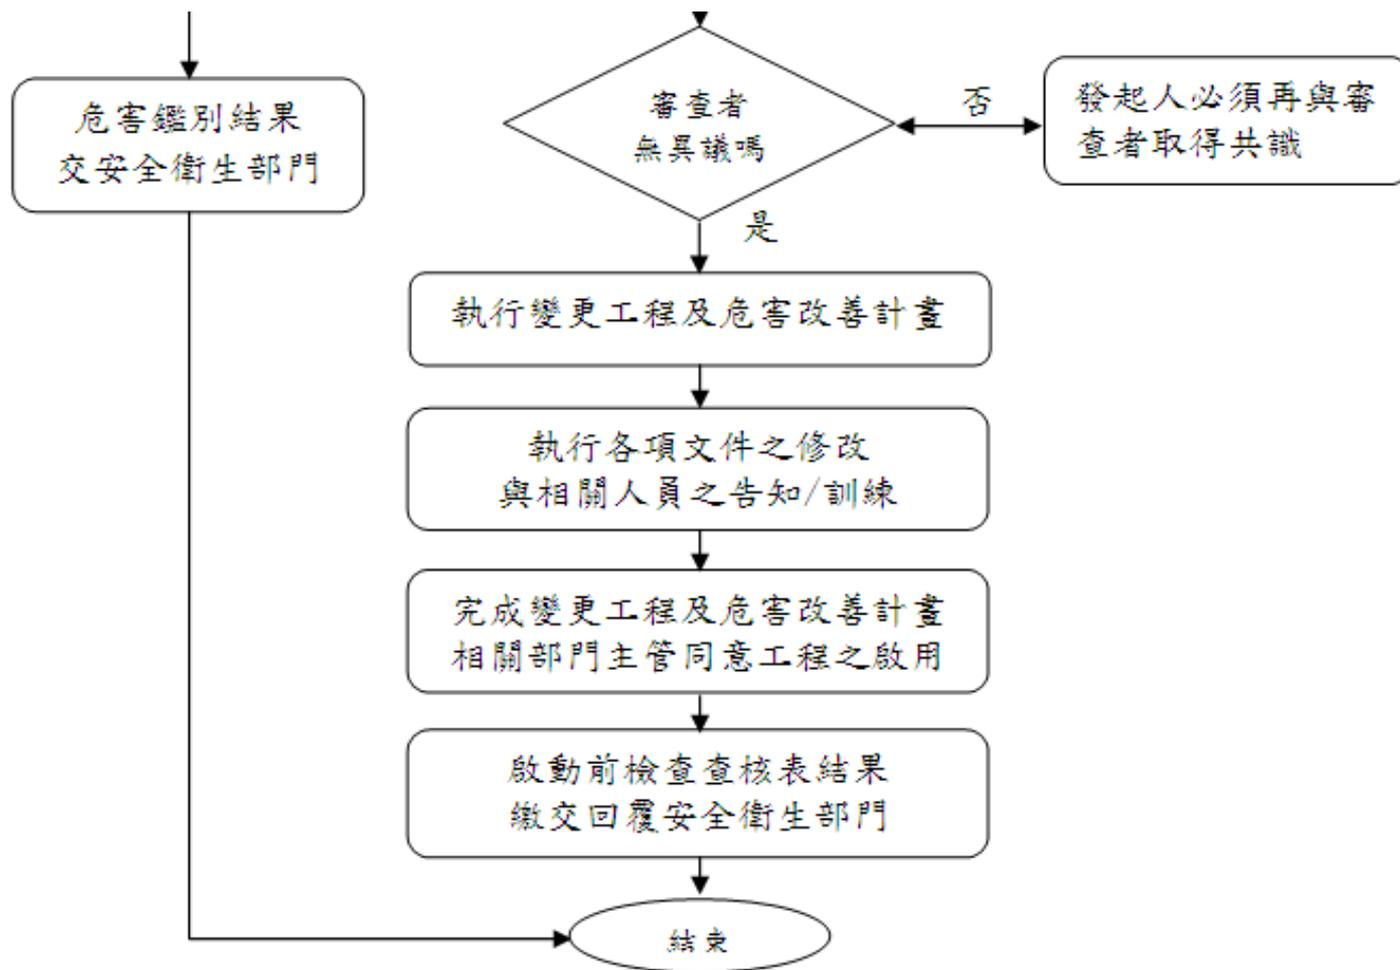 危害鑑別結果
交安全衛生部門
審查者
無異議嗎
否
發起人必須再與審
查者取得共識
是
執行變更工程及危害改善計畫
執行各項文件之修改
與相關人員之告知/訓練
完成變更工程及危害改善計畫
相關部門主管同意工程之啟用
啟動前檢查查核表結果
繳交回覆安全衛生部門
結束